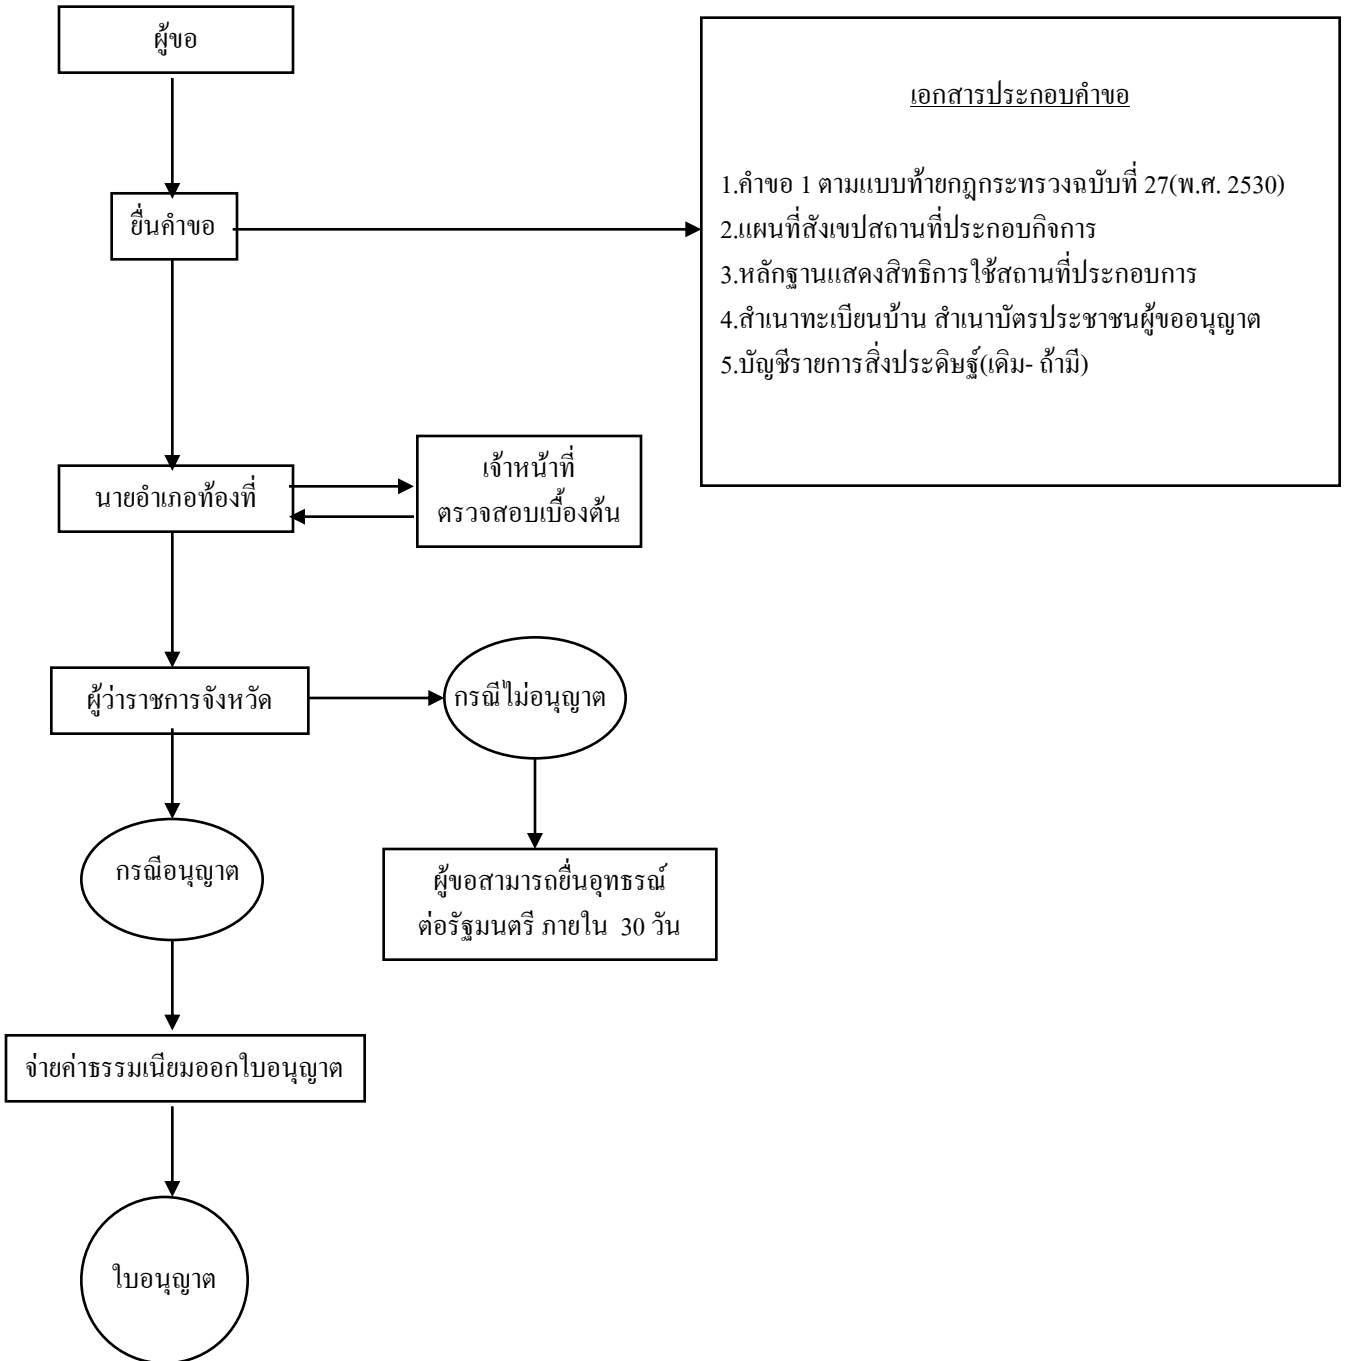 ผู้ขอ
เอกสารประกอบคำขอ
1.คำขอ 1 ตามแบบท้ายกฎกระทรวงฉบับที่ 27(พ.ศ. 2530)
2.แผนที่สังเขปสถานที่ประกอบกิจการ
3.หลักฐานแสดงสิทธิการใช้สถานที่ประกอบการ
4.สำเนาทะเบียนบ้าน สำเนาบัตรประชาชนผู้ขออนุญาต
5.บัญชีรายการสิ่งประดิษฐ์(เดิม- ถ้ามี)
ยื่นคำขอ
นายอำเภอท้องที่
เจ้าหน้าที่
ตรวจสอบเบื้องต้น
ผู้ว่าราชการจังหวัด
กรณีไม่อนุญาต
กรณีอนุญาต
ผู้ขอสามารถยื่นอุทธรณ์
ต่อรัฐมนตรี ภายใน 30 วัน
จ่ายค่าธรรมเนียมออกใบอนุญาต
ใบอนุญาต